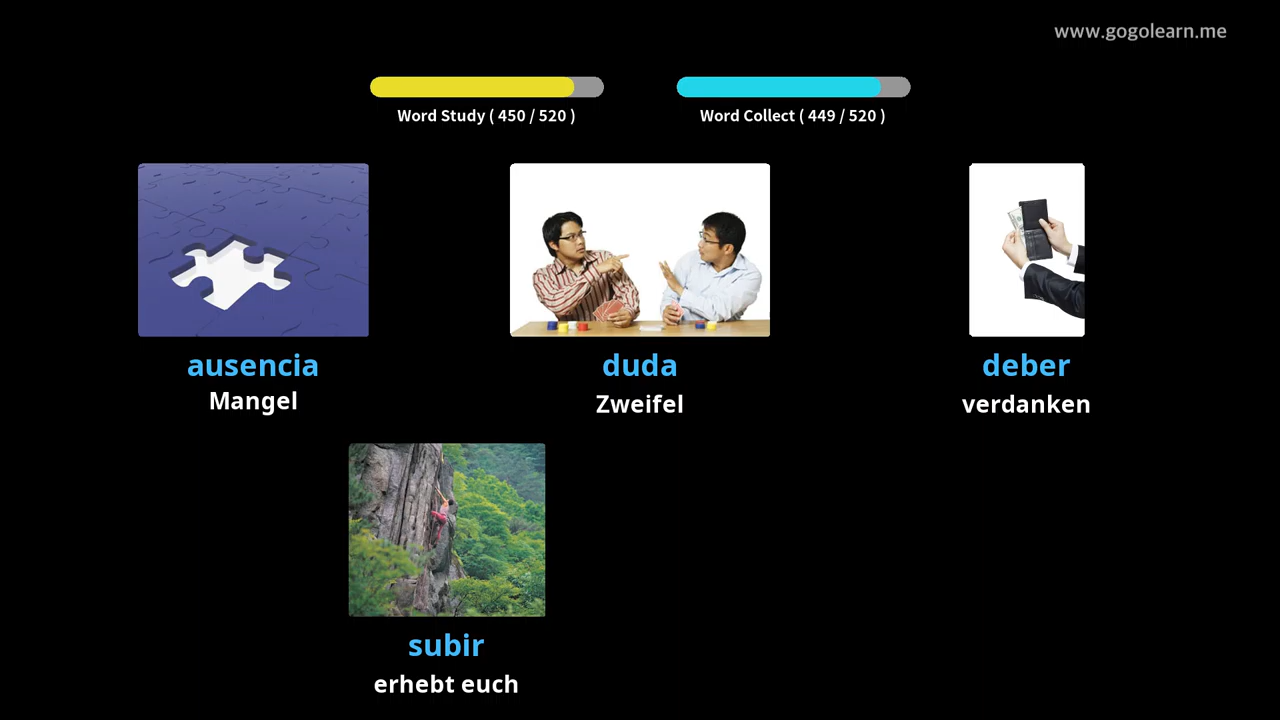 www.gogolearn.me
Word Study ( 450 / 520 )
Word Collect ( 449 / 520 )
ausencia
Mangel
duda
Zweifel
deber
verdanken
subir
erhebt euch